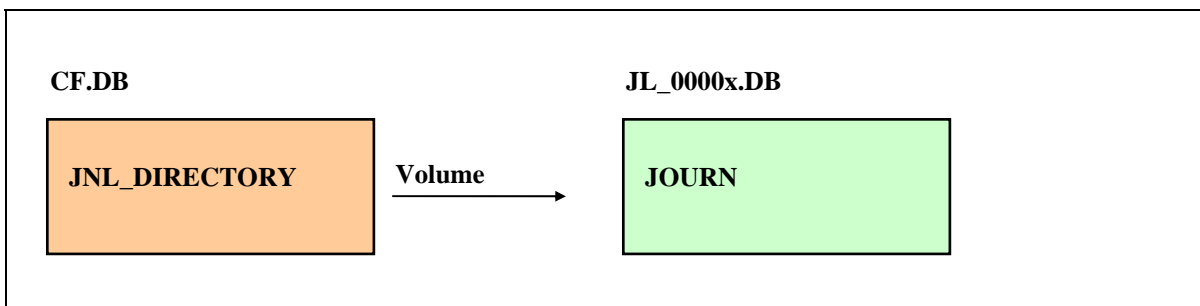 CF.DB
JL_0000x.DB
JNL_DIRECTORY
Volume
JOURN